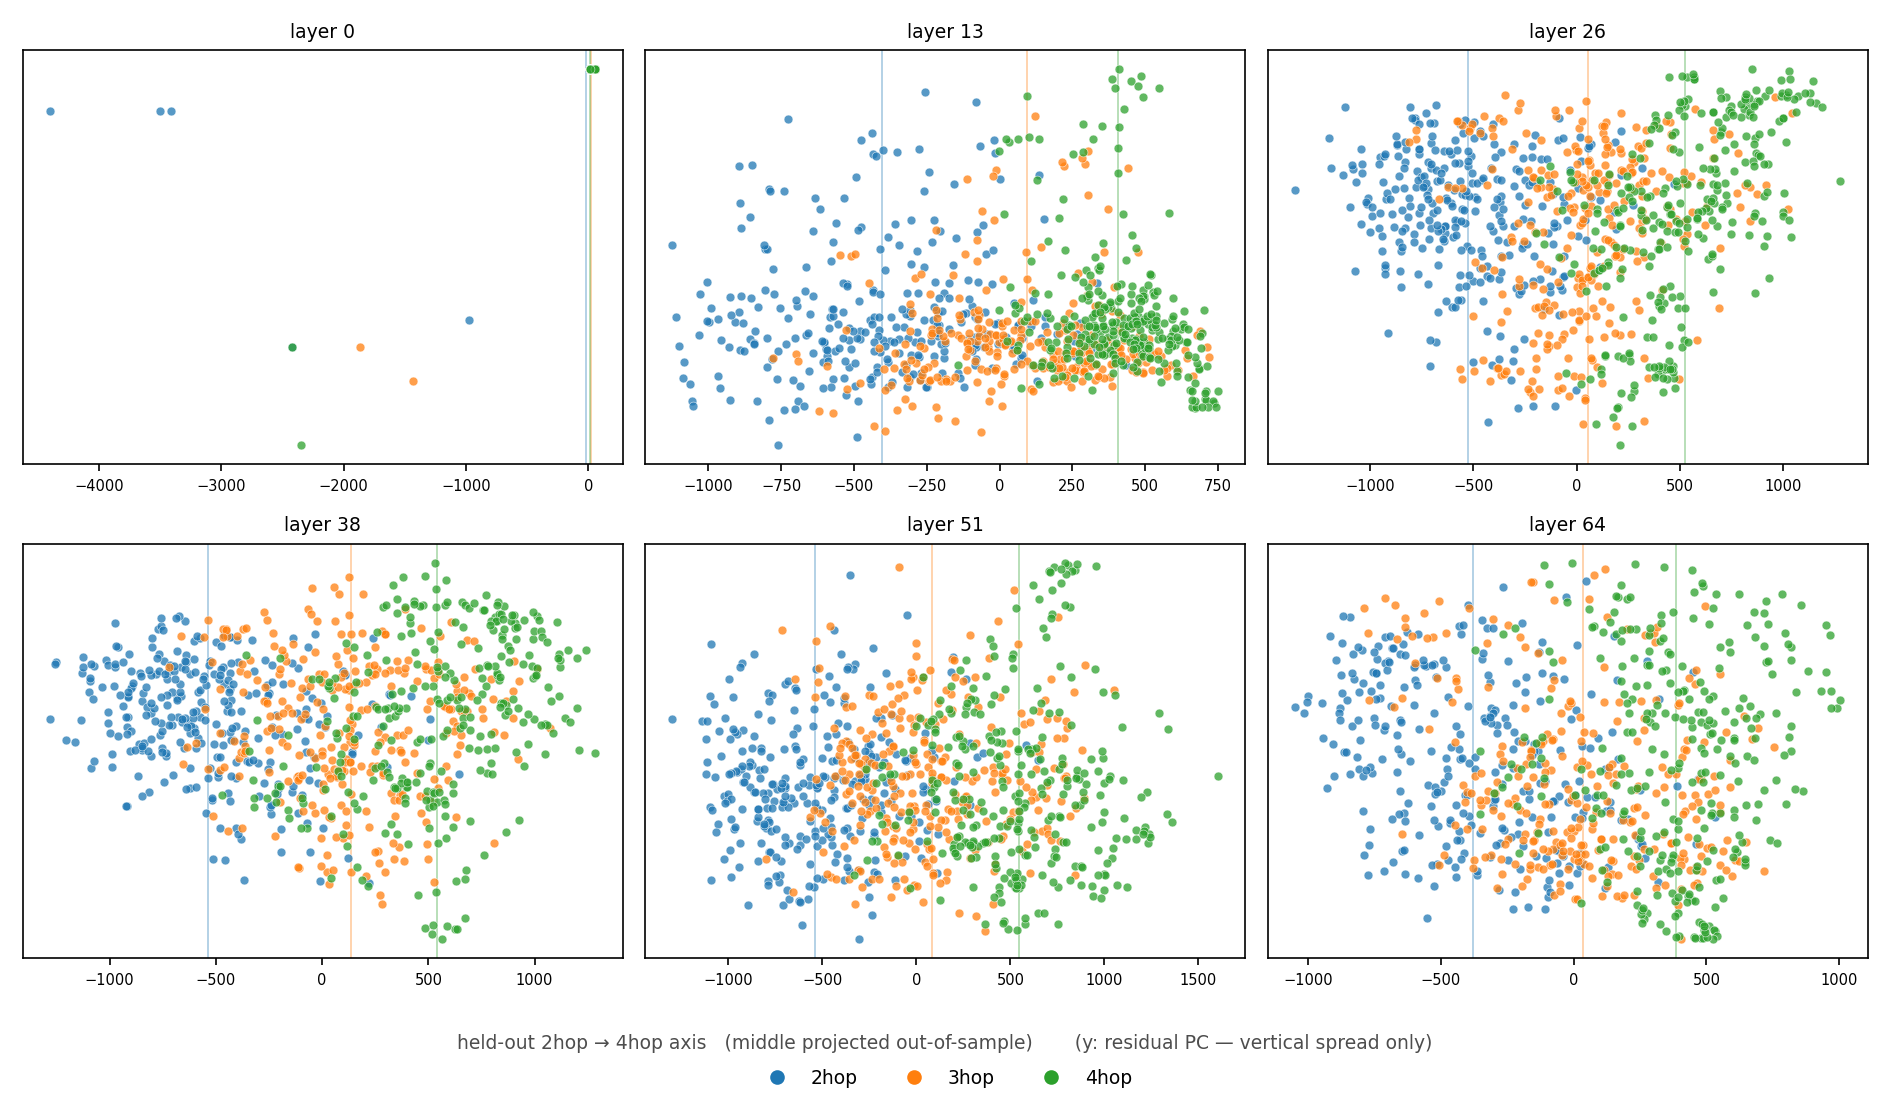 layer 0
layer 13
layer 26
−4000 −3000 −2000 −1000 0
−1000 −750 −500 −250 0 250 500 750
−1000 −500 0 500 1000
layer 38
layer 51
layer 64
−1000 −500 0 500 1000
−1000 −500 0 500 1000 1500
−1000 −500 0 500 1000
held-out 2hop → 4hop axis (middle projected out-of-sample) (y: residual PC — vertical spread only)
2hop 3hop 4hop